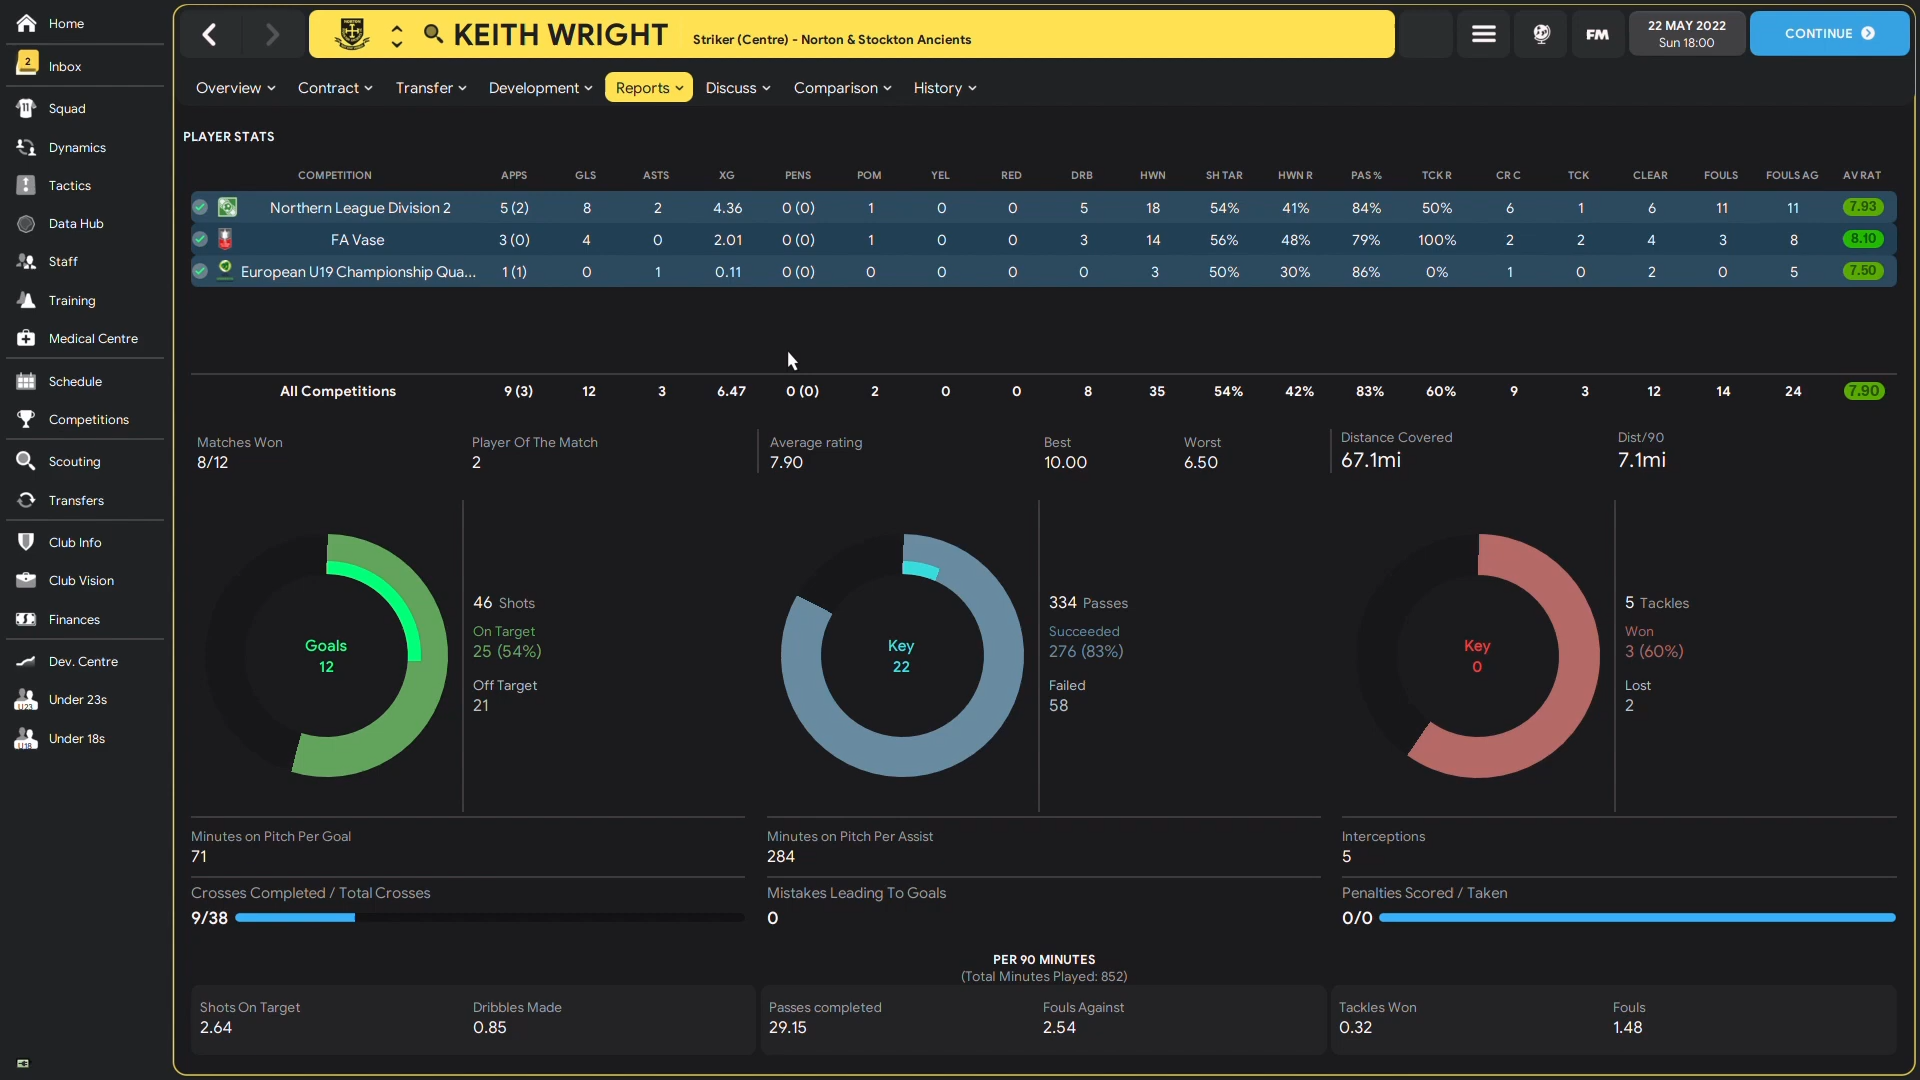 Home
2
Inbox
Squad
Dynamics
Tactics
Data Hub
Staff
Training
Medical Centre
Schedule
Competitions
Scouting
Transfers
Club Info
Club Vision
Finances
Dev. Centre
U23
Under 23s
U18
Under 18s
KEITH WRIGHT
Striker (Centre) - Norton & Stockton Ancients
FM
22 MAY 2022
Sun 18:00
CONTINUE
Overview Contract Transfer Development Reports Discuss Comparison History
PLAYER STATS
COMPETITION APPS GLS ASTS XG PENS POM YEL RED DRB HWN SH TAR HWN R PAS % TCK R CR C TCK CLEAR FOULS FOULS AG AV RAT
Northern League Division 2 5 (2) 8 2 4.36 0 (0) 1 0 0 5 18 54% 41% 84% 50% 6 1 6 11 11 7.93
FA Vase 3 (0) 4 0 2.01 0 (0) 1 0 0 3 14 56% 48% 79% 100% 2 2 4 3 8 8.10
European U19 Championship Qua... 1 (1) 0 1 0.11 0 (0) 0 0 0 0 3 50% 30% 86% 0% 1 0 2 0 5 7.50
All Competitions 9 (3) 12 3 6.47 0 (0) 2 0 0 8 35 54% 42% 83% 60% 9 3 12 14 24 7.90
Matches Won Player Of The Match Average rating Best Worst Distance Covered Dist/90
8/12 2 7.90 10.00 6.50 67.1mi 7.1mi
Goals
12
46 Shots
On Target
25 (54%)
Off Target
21
Key
22
334 Passes
Succeeded
276 (83%)
Failed
58
Key
0
5 Tackles
Won
3 (60%)
Lost
2
Minutes on Pitch Per Goal Minutes on Pitch Per Assist Interceptions
71 284 5
Crosses Completed / Total Crosses Mistakes Leading To Goals Penalties Scored / Taken
9/38 0 0/0
PER 90 MINUTES
(Total Minutes Played: 852)
Shots On Target Dribbles Made Passes completed Fouls Against Tackles Won Fouls
2.64 0.85 29.15 2.54 0.32 1.48